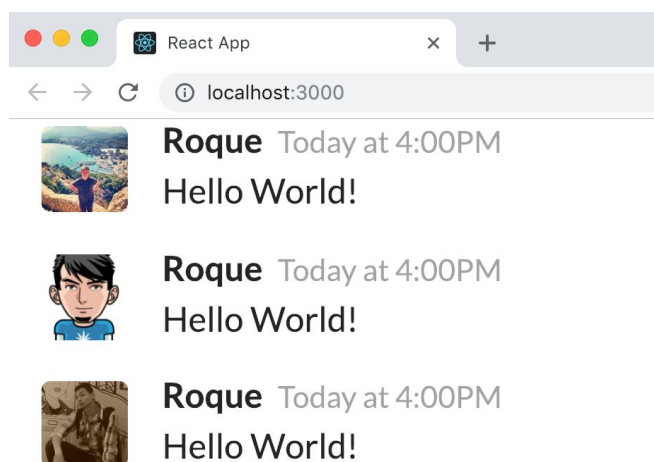 React App
localhost:3000
Roque Today at 4:00PM
Hello World!
Roque Today at 4:00PM
Hello World!
Roque Today at 4:00PM
Hello World!